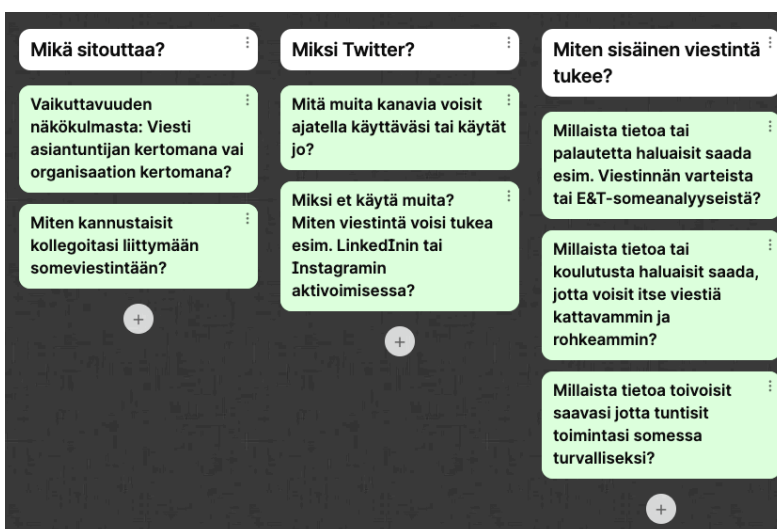 Mikä sitouttaa?
Vaikuttavuuden
näkökulmasta: Viesti
asiantuntijan kertomana vai
organisaation kertomana?
Miten kannustaisit
kollegoitasi liittymään
someviestintään?
+
Miksi Twitter?
Mitä muita kanavia voisit
ajatella käyttäväsi tai käytät
jo?
Miksi et käytä muita?
Miten viestintä voisi tukea
esim. LinkedInin tai
Instagramin
aktivoimisessa?
+
Miten sisäinen viestintä
tukee?
Millaista tietoa tai
palautetta haluaisit saada
esim. Viestinnän varteista
tai E&T-someanalyyseistä?
Millaista tietoa tai
koulutusta haluaisit saada,
jotta voisit itse viestiä
kattavammin ja
rohkeammin?
Millaista tietoa toivoisit
saavasi jotta tuntisit
toimintasi somessa
turvalliseksi?
+